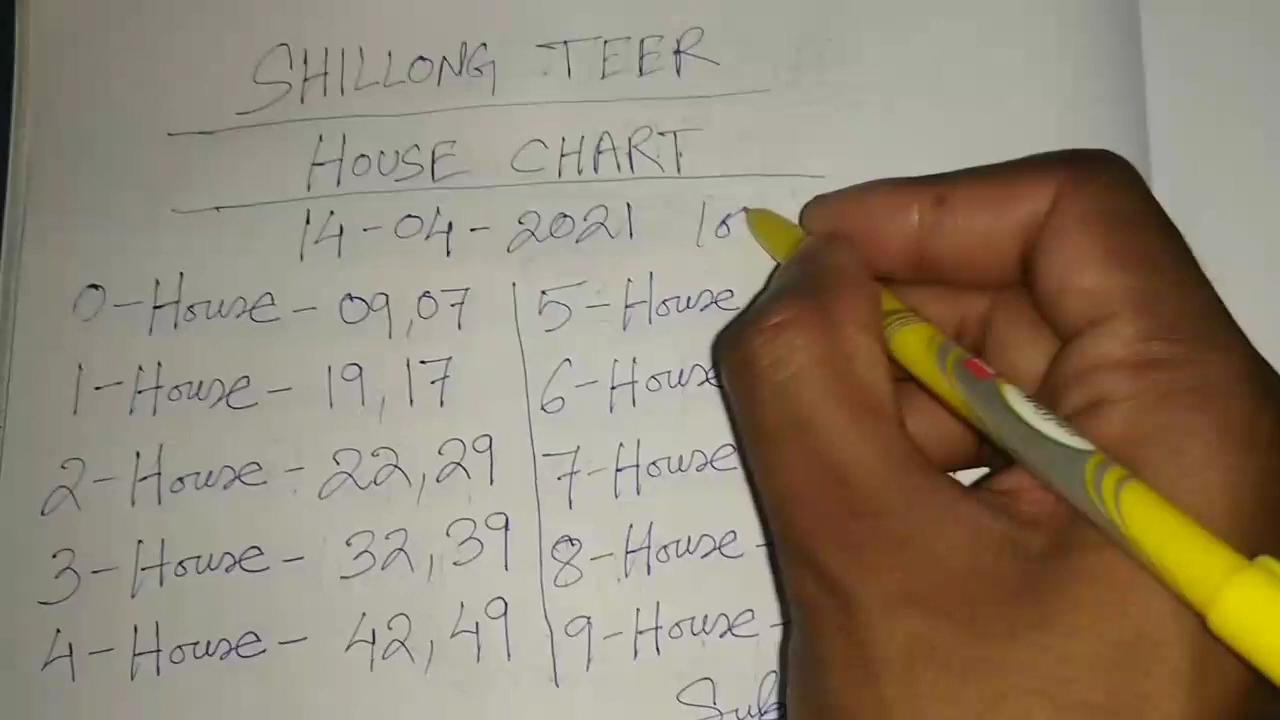 SHILLONG TEER
HOUSE CHART
14-04-2021
0-House - 09,07
1-House - 19,17
2-House - 22,29
3-House - 32,39
4-House - 42,49
5-House
6-House
7-House
8-House -
9-House -